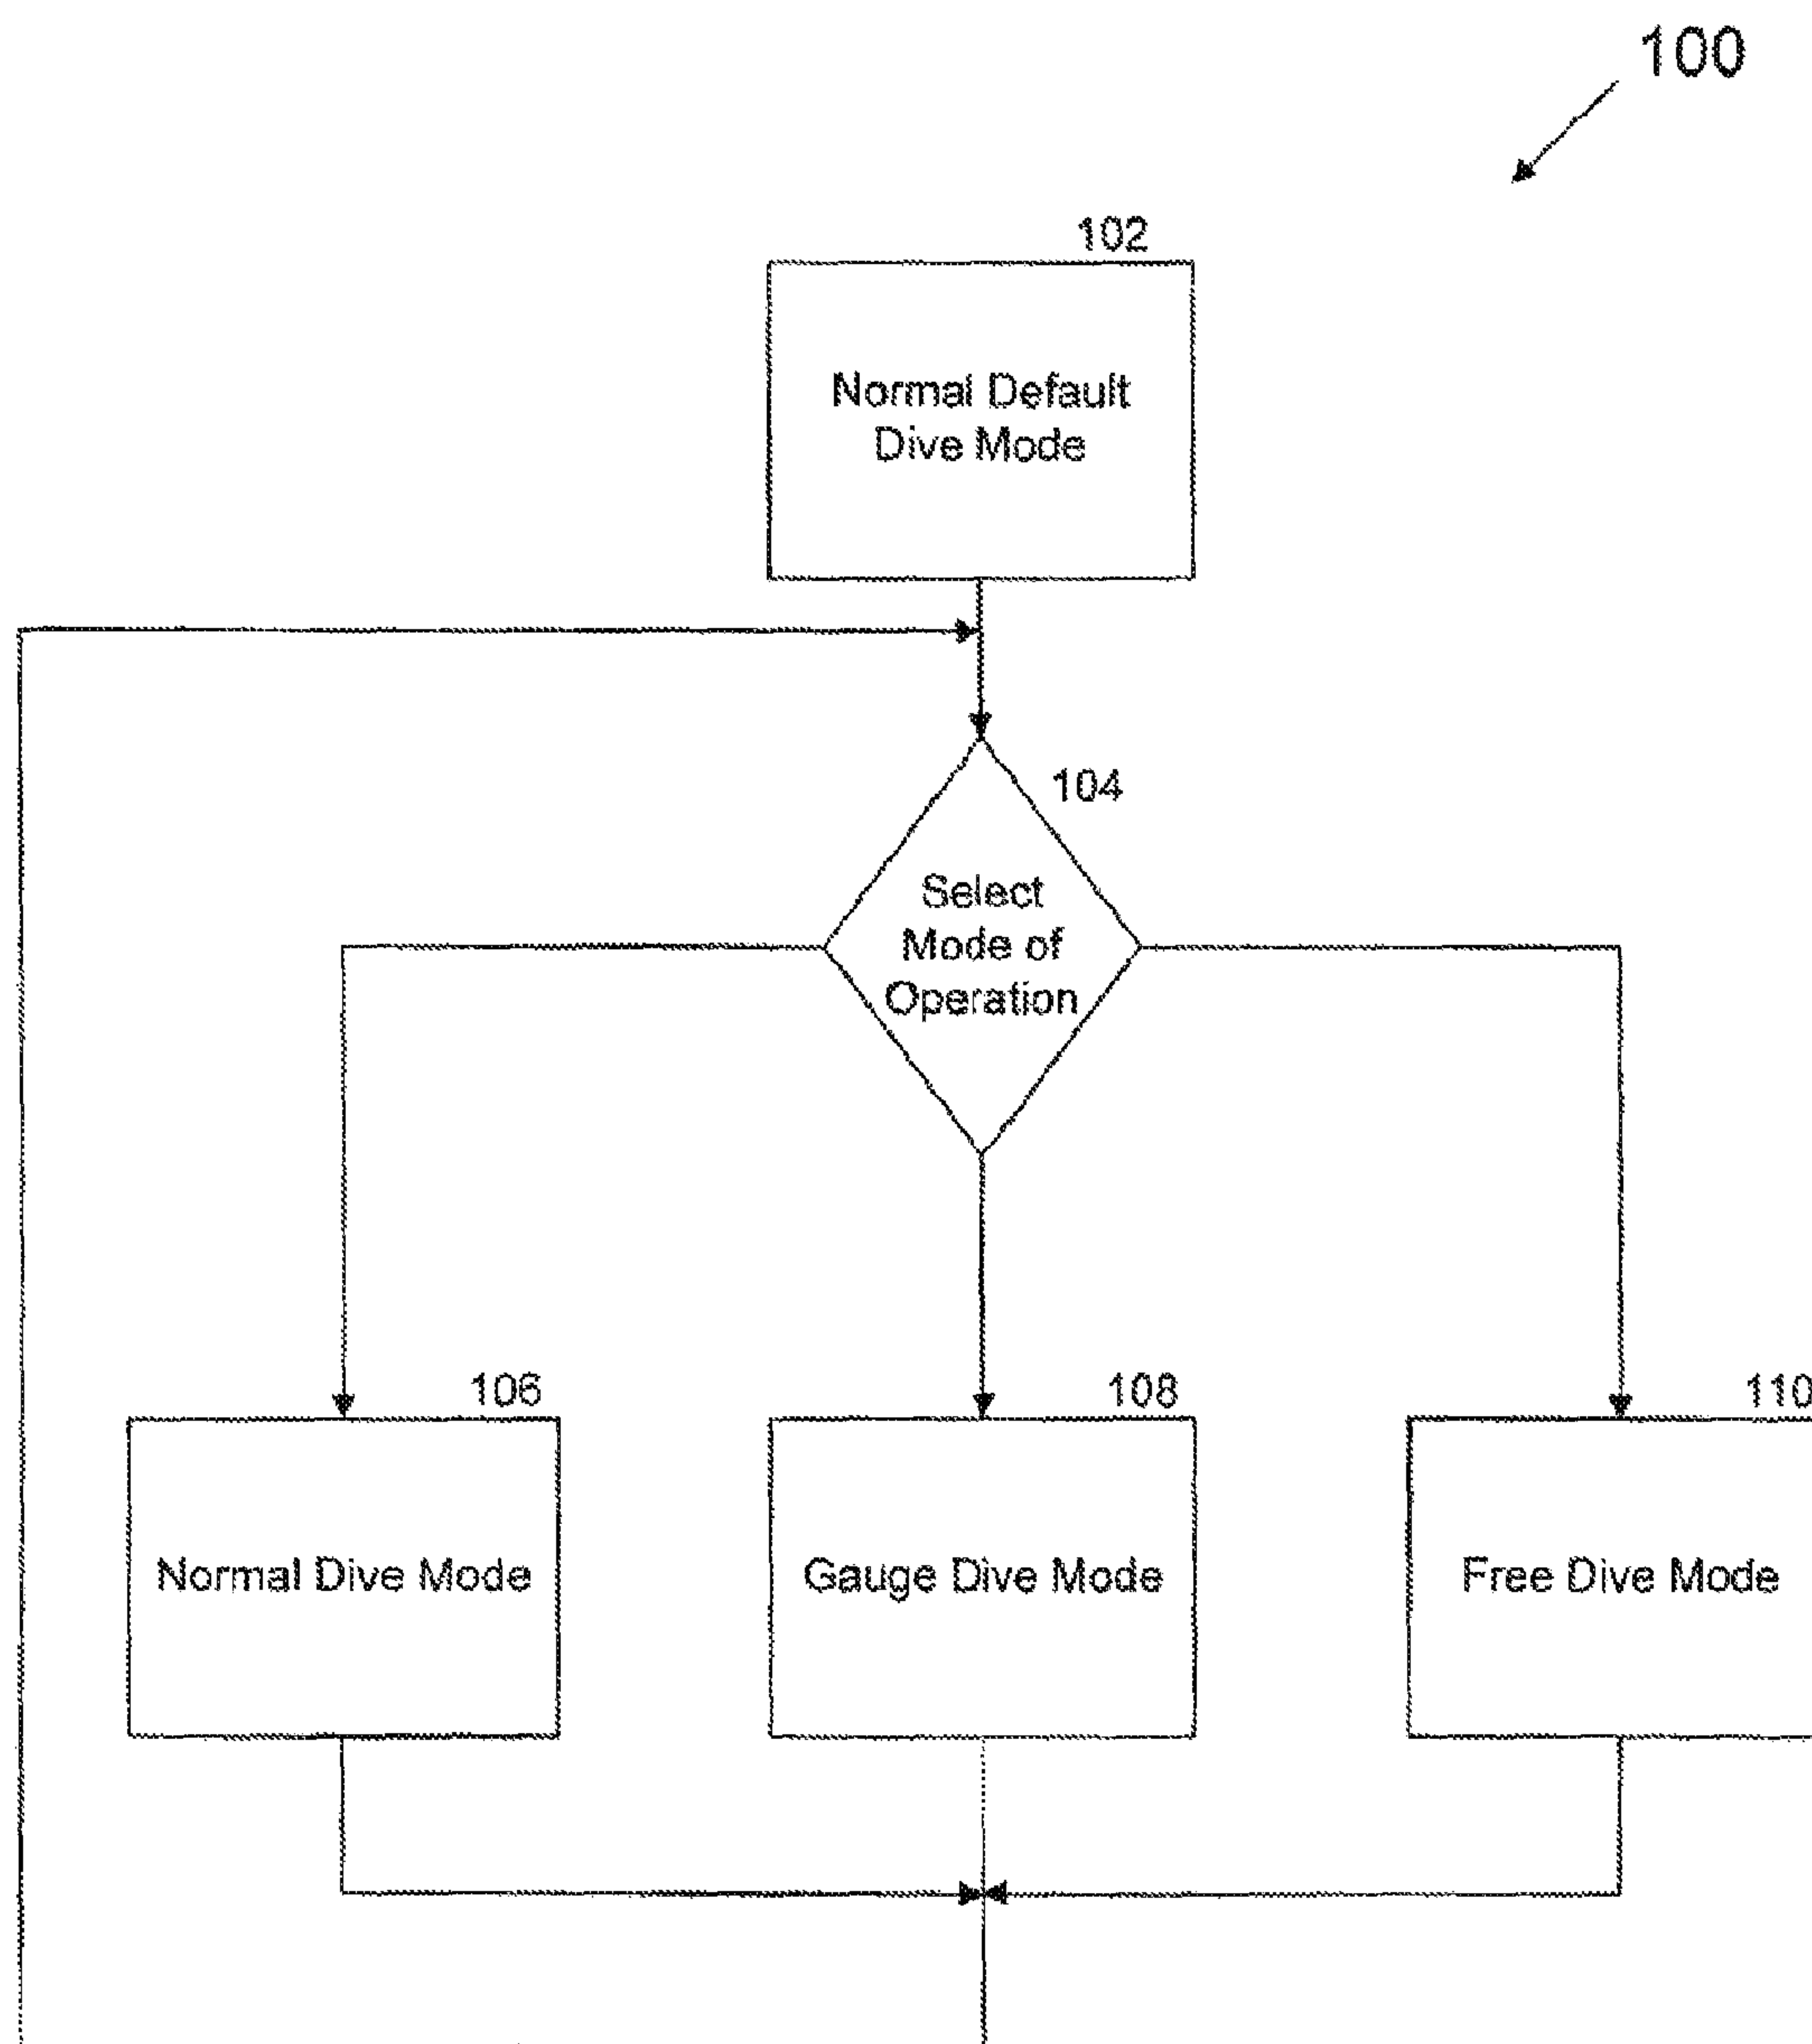 100
102
Normal Default
Dive Mode
104
Select
Mode of
Operation
106
108
110
Normal Dive Mode
Gauge Dive Mode
Free Dive Mode